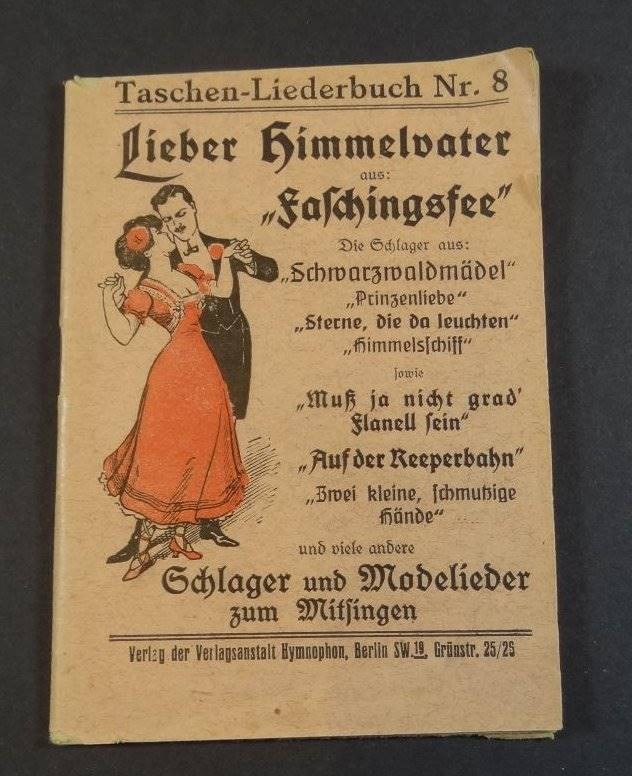 Taschen-Liederbuch Nr. 8
Lieber Himmelvater
aus:
„Faſchingsfee"
Die Schlager aus:
„Schwarzwaldmädel"
„Prinzenliebe"
„Sterne, die da leuchten"
„Himmelsſchiff"
ſowie
„Muß ja nicht grad'
Flanell ſein"
„Auf der Reeperbahn"
„Zwei kleine, ſchmutzige
Hände"
und viele andere
Schlager und Modelieder
zum Mitſingen
Verlag der Verlagsanstalt Hymnophon, Berlin SW.19, Grünstr. 25/26